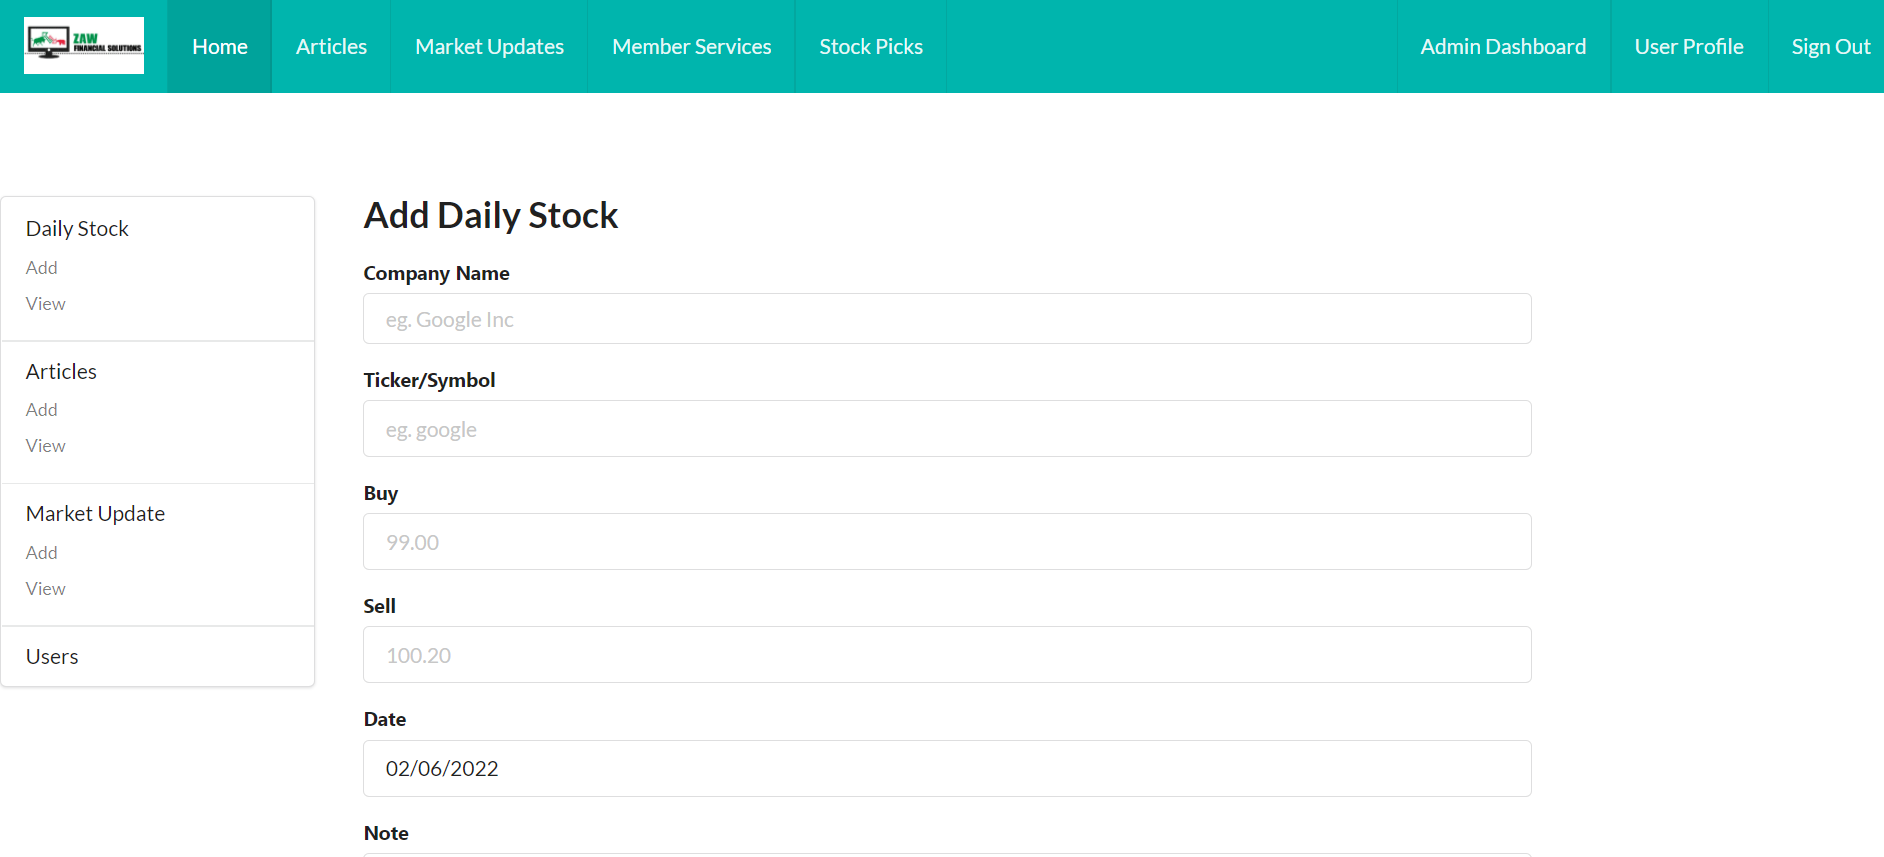 ZAW
FINANCIAL SOLUTIONS
Home
Articles
Market Updates
Member Services
Stock Picks
Admin Dashboard
User Profile
Sign Out
Daily Stock
Add
View
Articles
Add
View
Market Update
Add
View
Users
Add Daily Stock
Company Name
eg. Google Inc
Ticker/Symbol
eg. google
Buy
99.00
Sell
100.20
Date
02/06/2022
Note